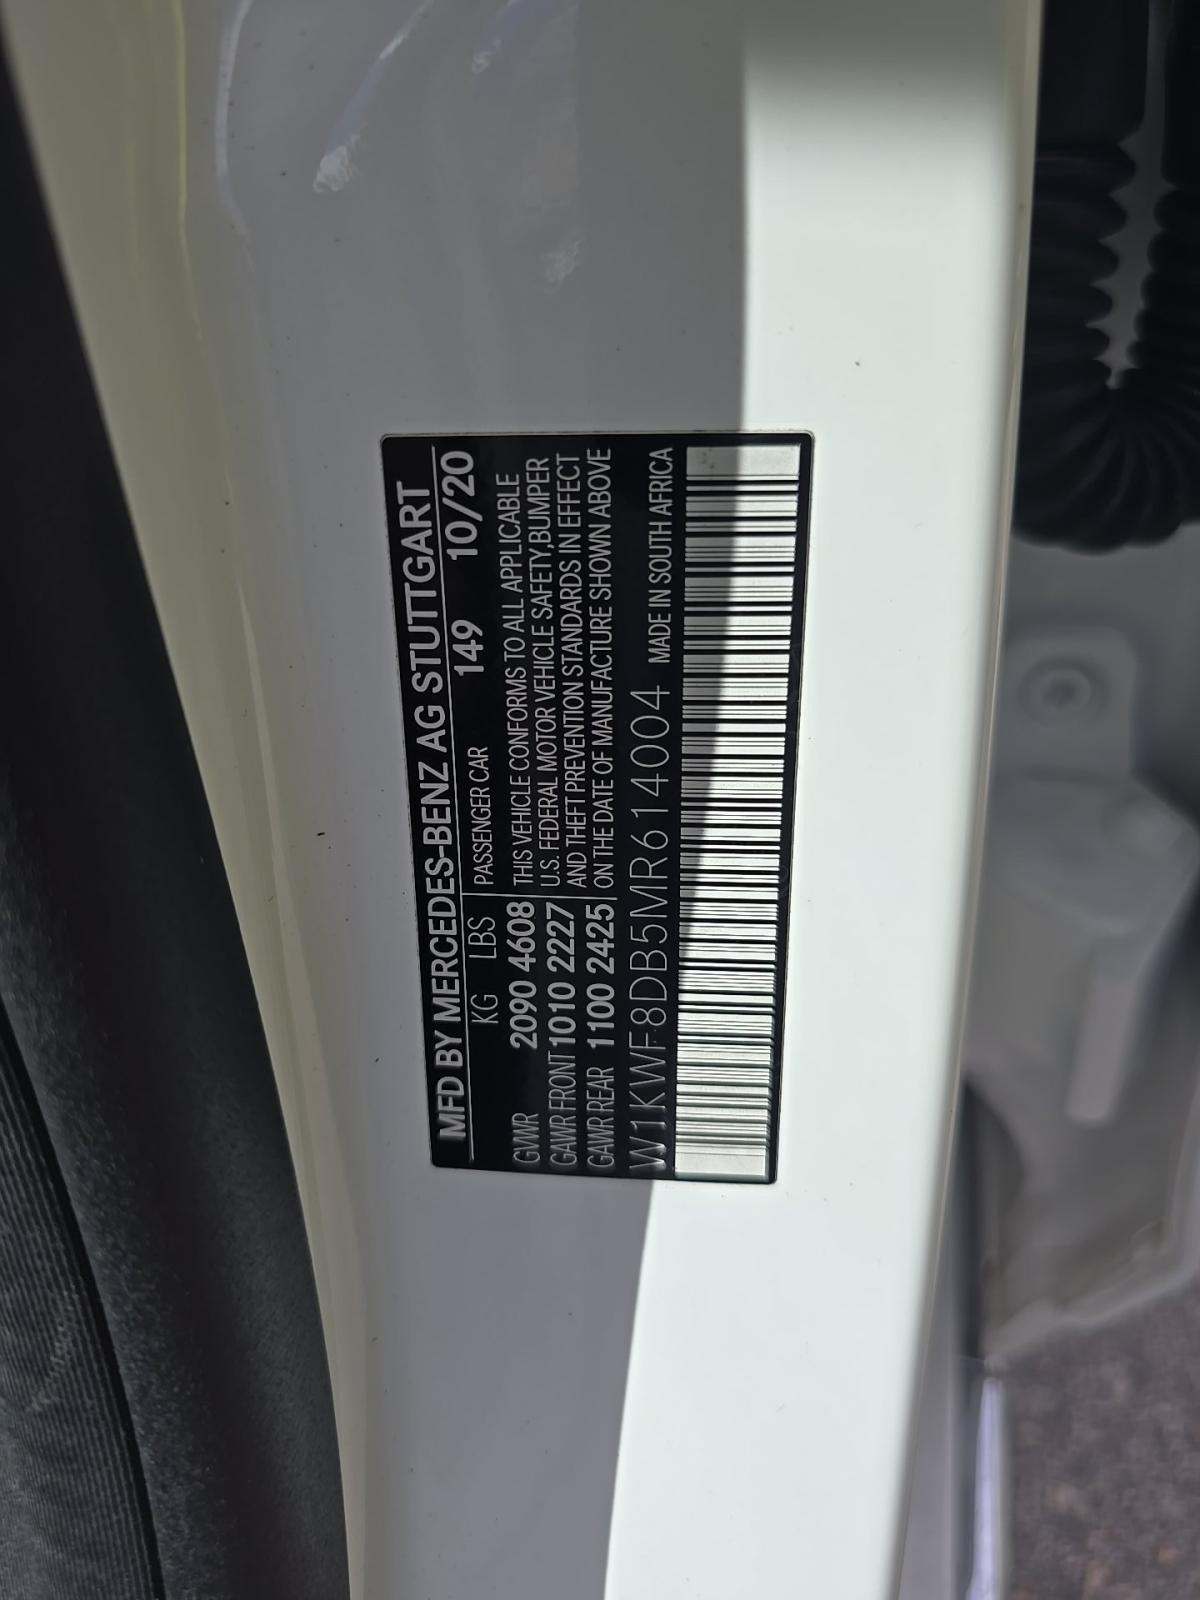 MFD BY MERCEDES-BENZ AG STUTTGART
KG LBS PASSENGER CAR 149 10/20
GVWR 2090 4608 THIS VEHICLE CONFORMS TO ALL APPLICABLE
GAWR FRONT 1010 2227 U.S. FEDERAL MOTOR VEHICLE SAFETY,BUMPER
GAWR REAR 1100 2425 AND THEFT PREVENTION STANDARDS IN EFFECT
ON THE DATE OF MANUFACTURE SHOWN ABOVE
W1KWF8DB5MR614004 MADE IN SOUTH AFRICA